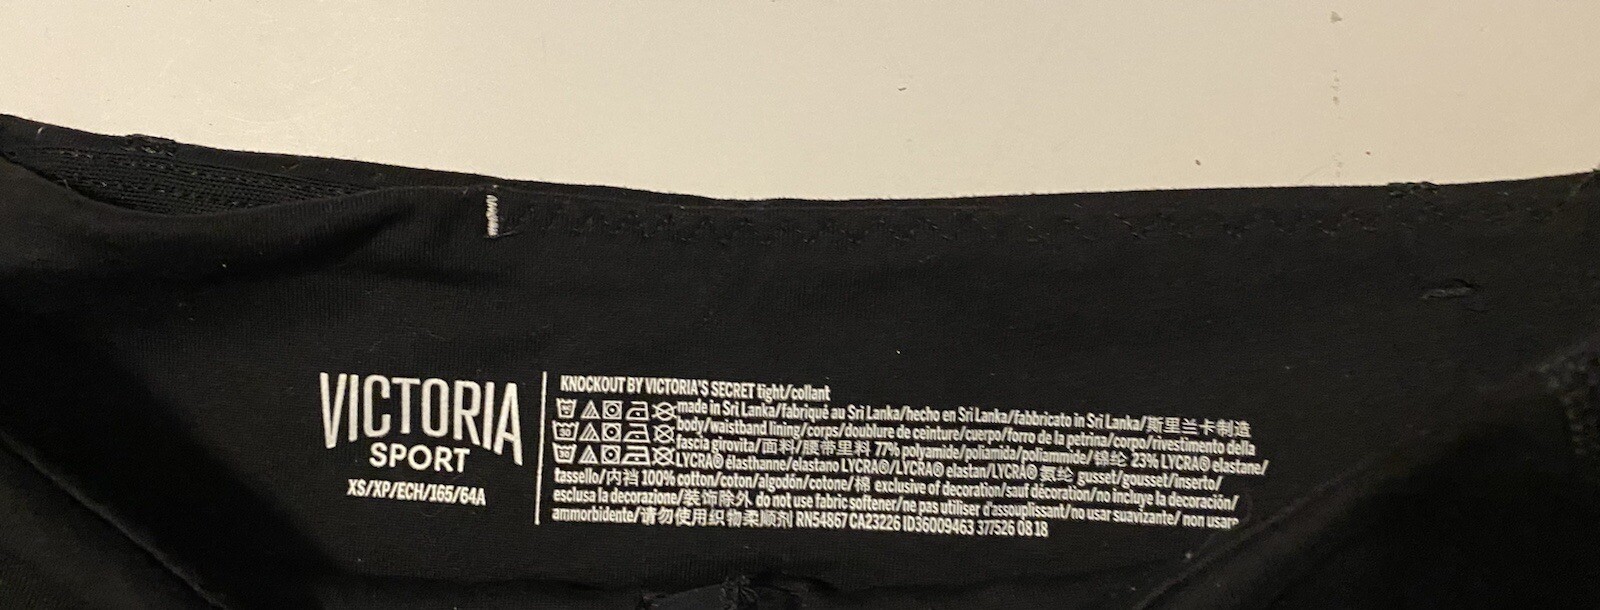 VICTORIA
SPORT
XS/XP/ECH/165/64A
KNOCKOUT BY VICTORIA'S SECRET tight/collant
made in Sri Lanka/fabriqué au Sri Lanka/hecho en Sri Lanka/fabbricato in Sri Lanka/斯里兰卡制造
body/waistband lining/corps/doublure de ceinture/cuerpo/forro de la petrina/corpo/rivestimento della
fascia girovita/面料/腰带里料 77% polyamide/poliamida/poliammide/锦纶 23% LYCRA® elastane/
LYCRA® élasthanne/elastano LYCRA®/LYCRA® elastan/LYCRA® 氨纶 gusset/gousset/inserto/
tassello/内裆 100% cotton/coton/algodón/cotone/棉 exclusive of decoration/sauf décoration/no incluye la decoración/
esclusa la decorazione/装饰除外 do not use fabric softener/ne pas utiliser d'assouplissant/no usar suavizante/ non usare
ammorbidente/请勿使用织物柔顺剂 RN54867 CA23226 ID36009463 377526 08 18